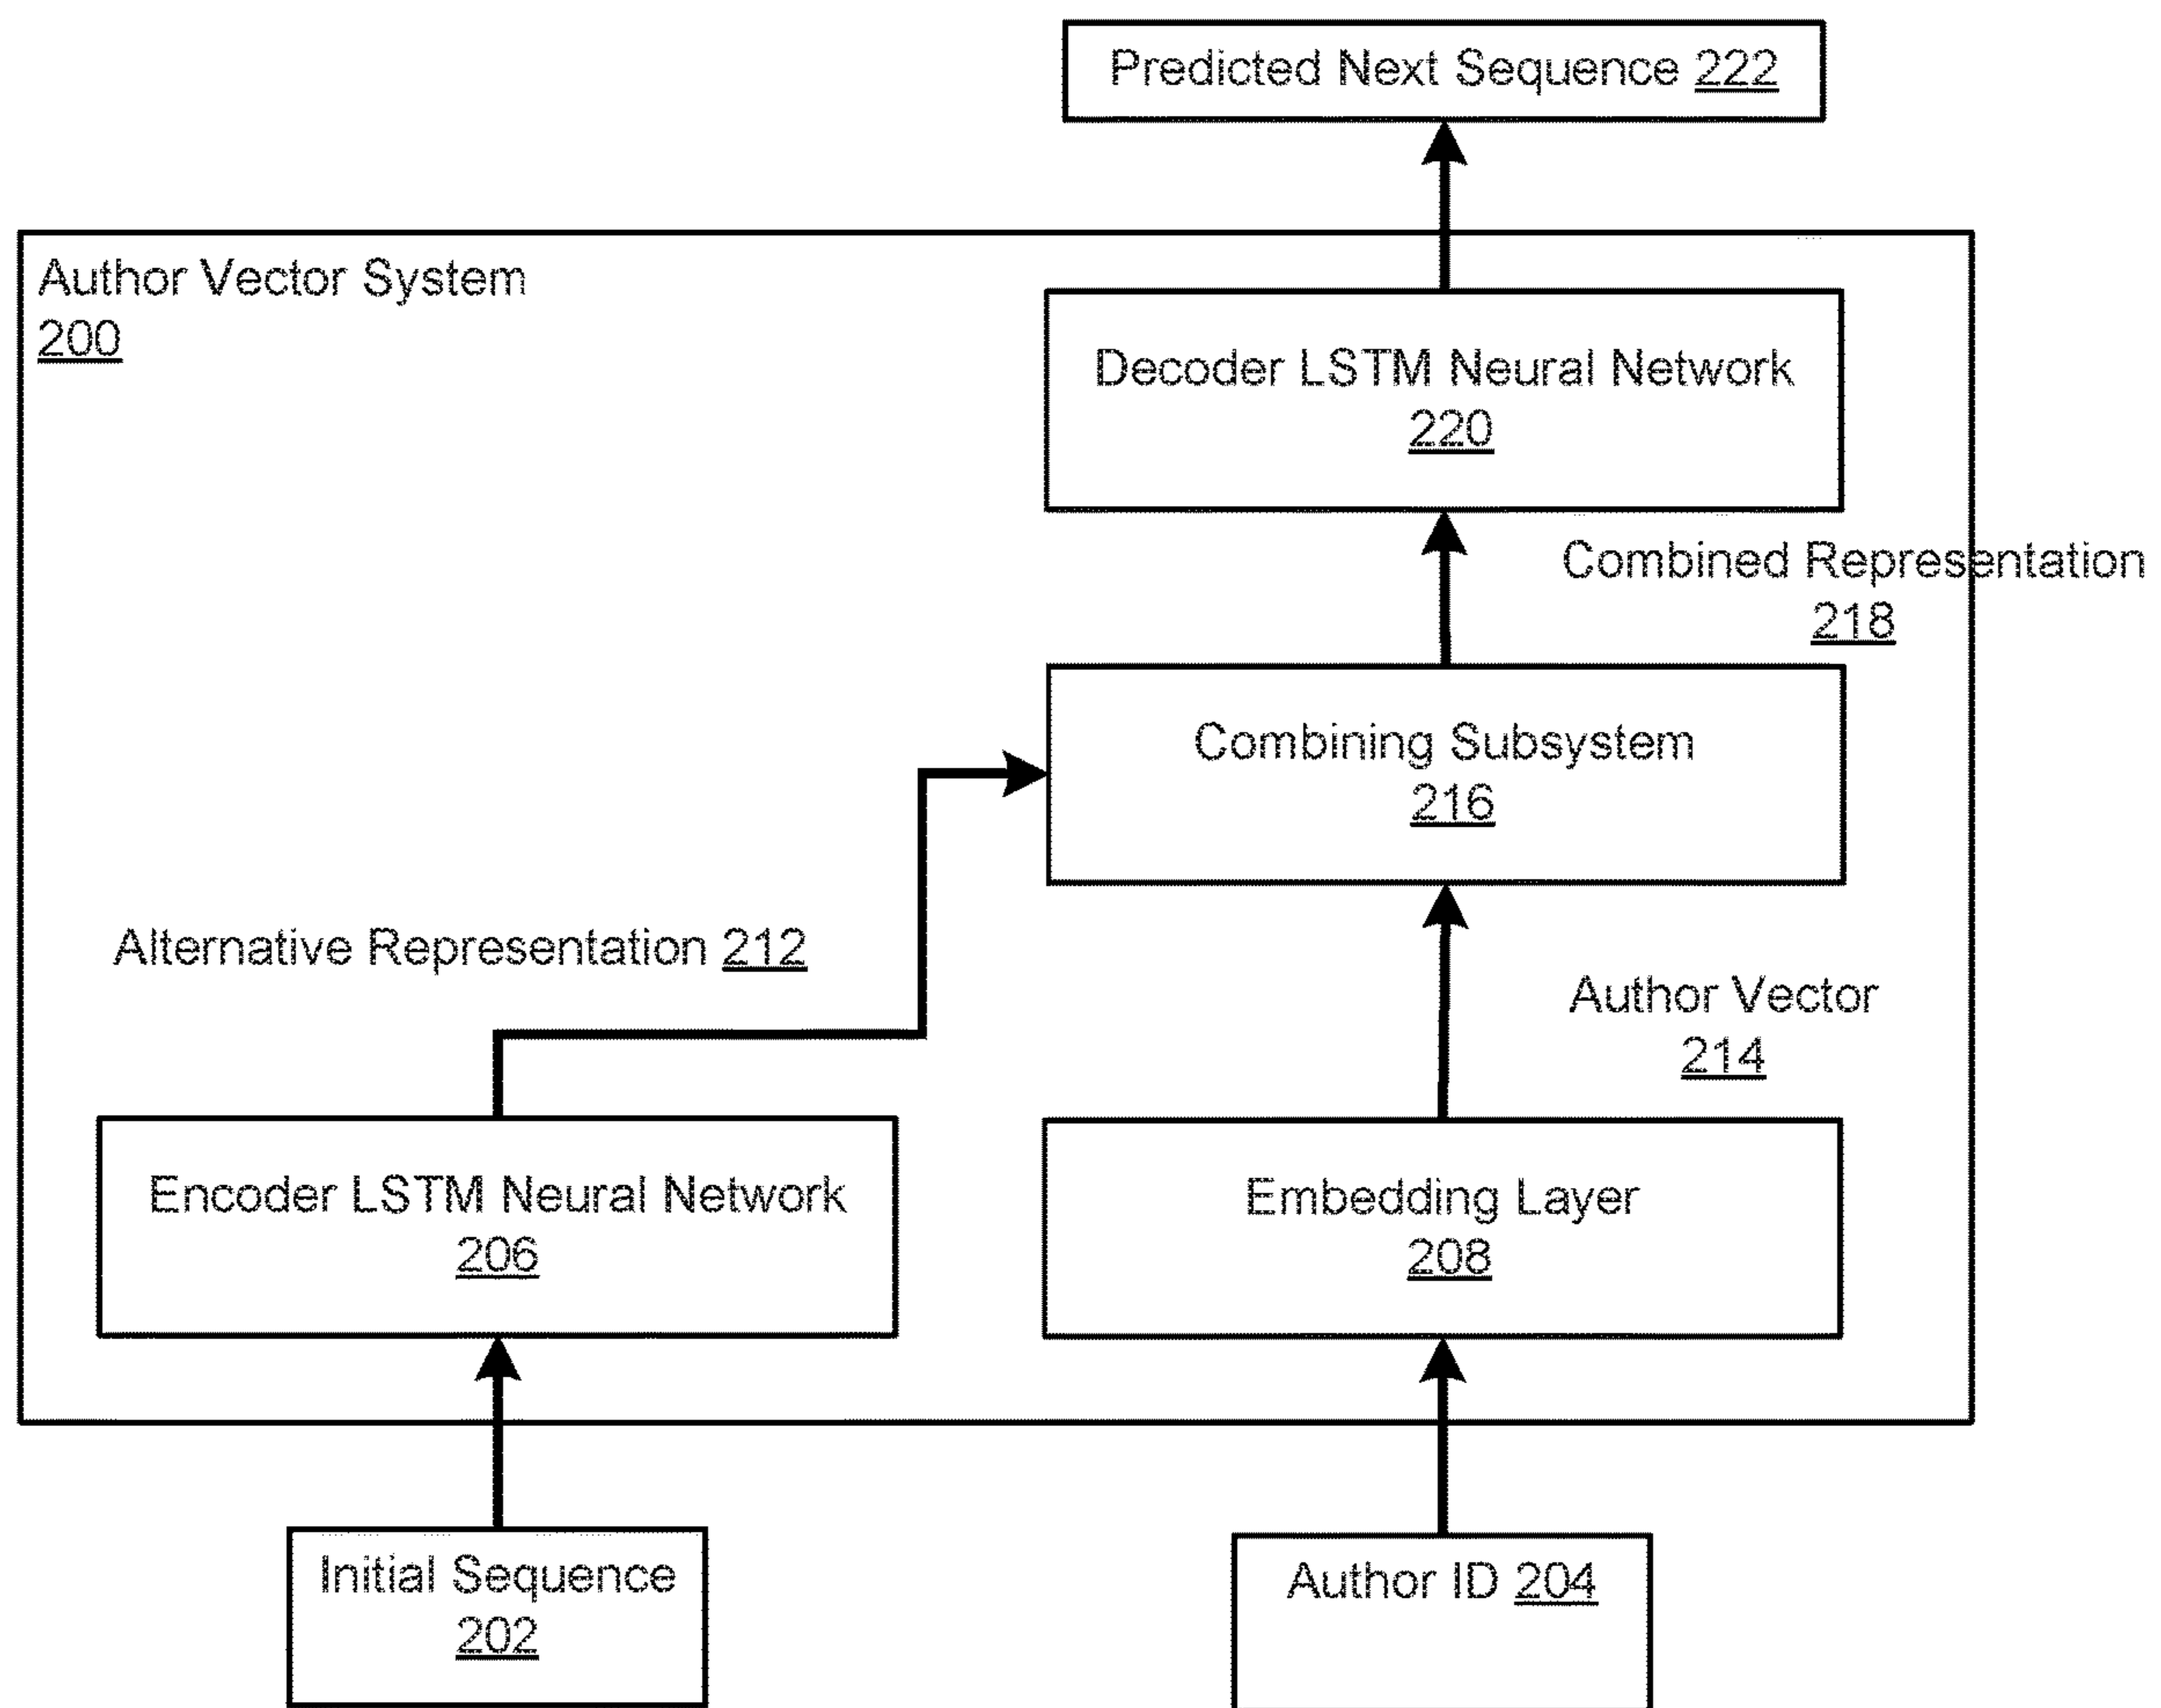 Predicted Next Sequence 222
Author Vector System
200
Decoder LSTM Neural Network
220
Combined Representation
218
Combining Subsystem
216
Alternative Representation 212
Author Vector
214
Encoder LSTM Neural Network
206
Embedding Layer
208
Initial Sequence
202
Author ID 204